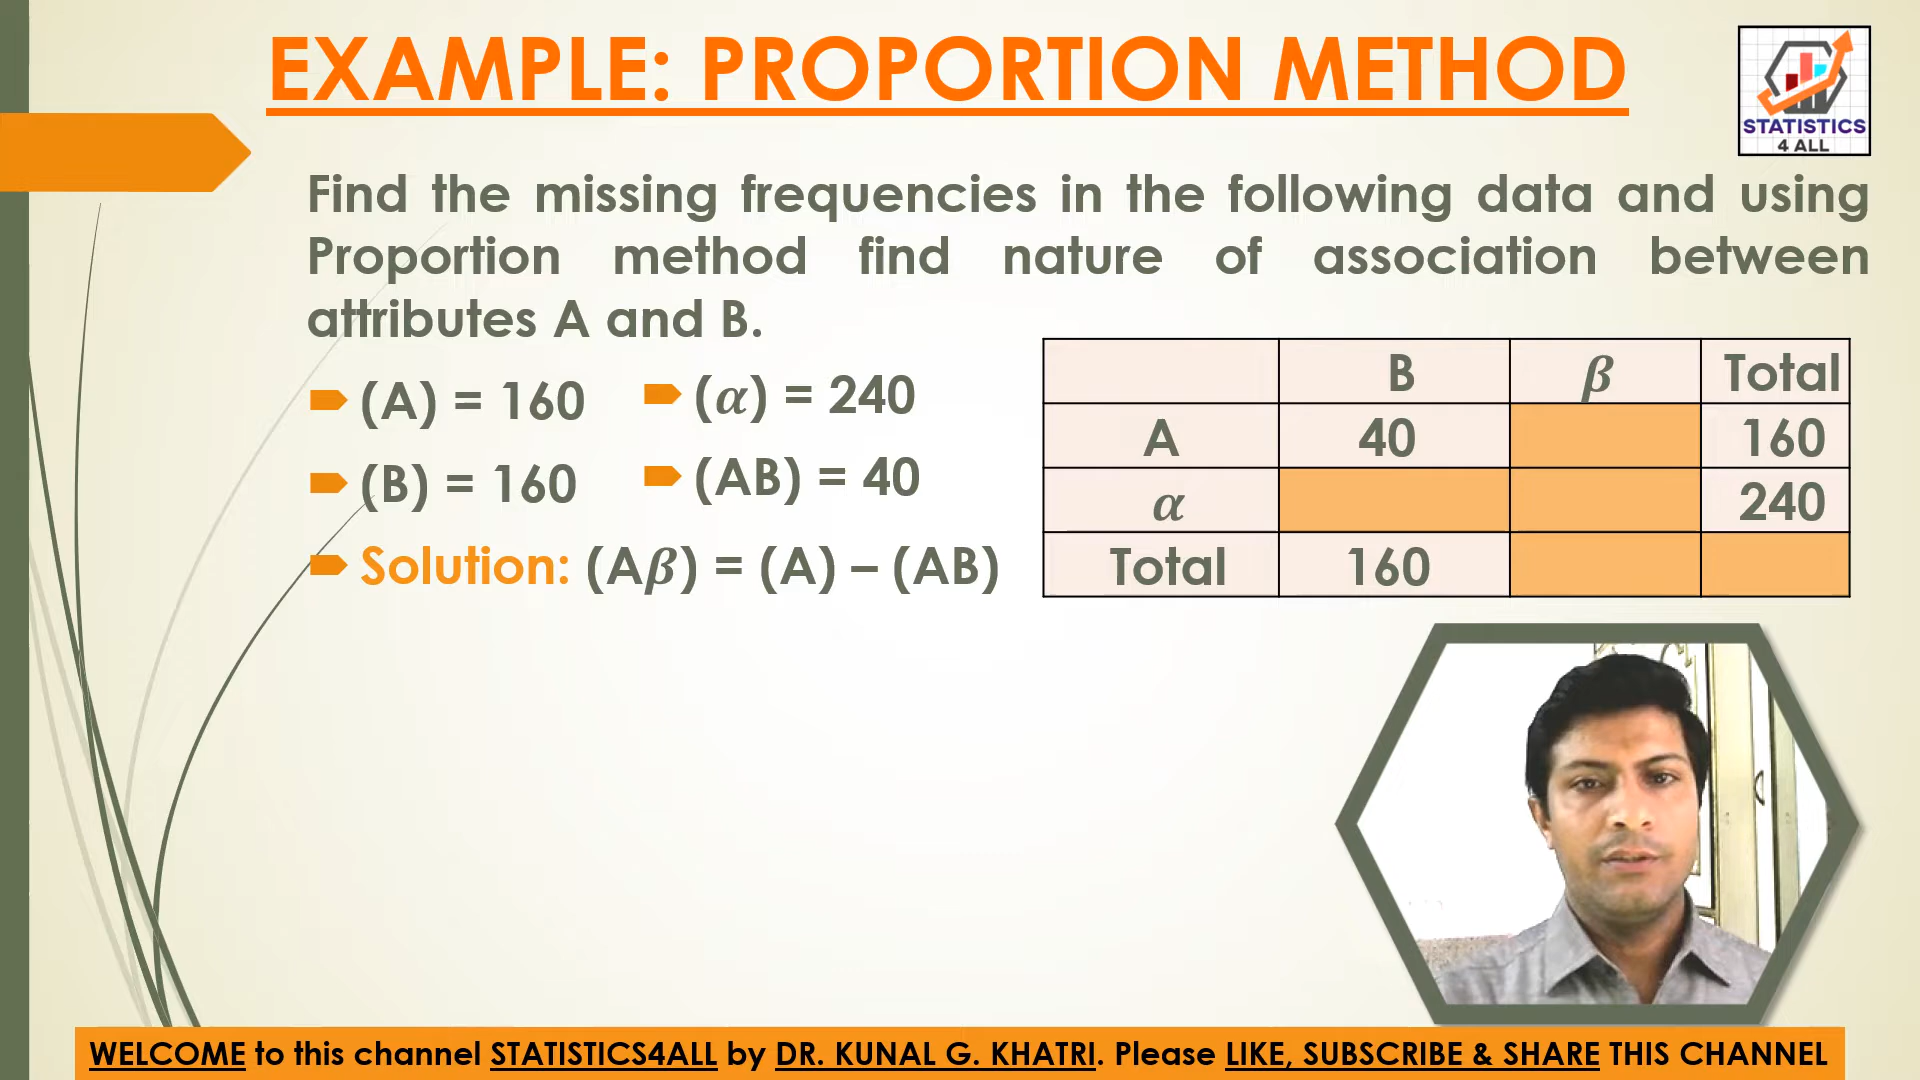 EXAMPLE: PROPORTION METHOD
STATISTICS
4 ALL
Find the missing frequencies in the following data and using
Proportion method find nature of association between
attributes A and B.
(A) = 160
(α) = 240
(B) = 160
(AB) = 40
Solution: (Aβ) = (A) – (AB)
B β Total
A 40 160
α 240
Total 160
WELCOME to this channel STATISTICS4ALL by DR. KUNAL G. KHATRI. Please LIKE, SUBSCRIBE & SHARE THIS CHANNEL